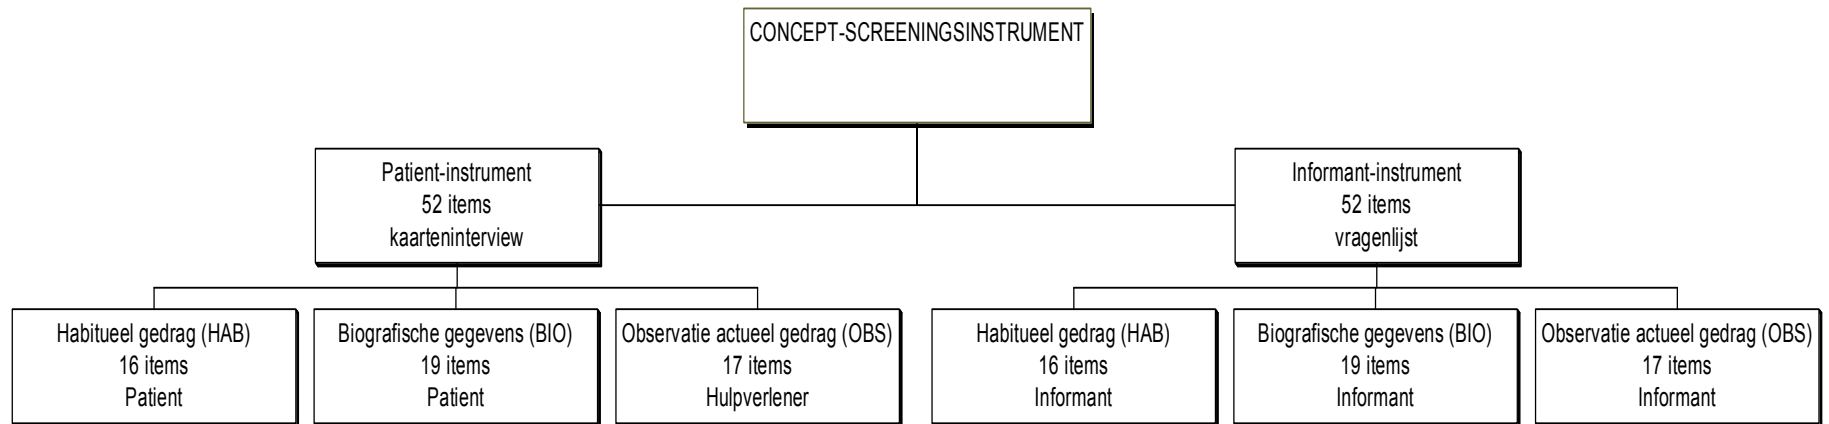 CONCEPT-SCREENINGSINSTRUMENT
Patient-instrument
52 items
kaarteninterview
Informant-instrument
52 items
vragenlijst
Habitueel gedrag (HAB)
16 items
Patient
Biografische gegevens (BIO)
19 items
Patient
Observatie actueel gedrag (OBS)
17 items
Hulpverlener
Habitueel gedrag (HAB)
16 items
Informant
Biografische gegevens (BIO)
19 items
Informant
Observatie actueel gedrag (OBS)
17 items
Informant